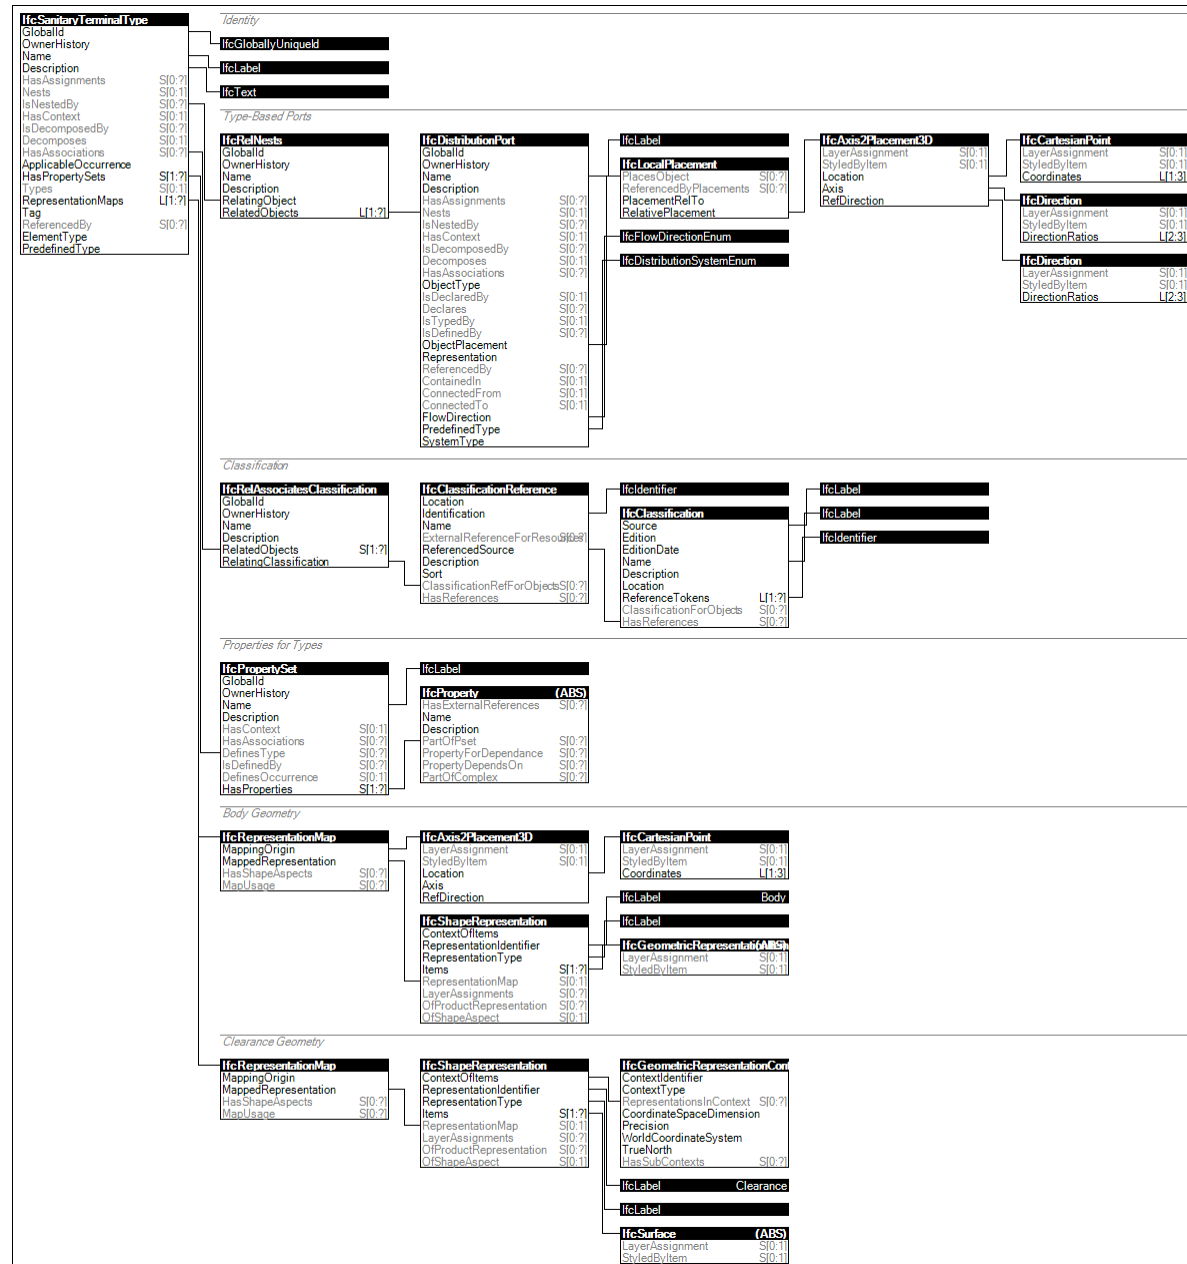 IfcSanitaryTerminalType
GlobalId
OwnerHistory
Name
Description
HasAssignments S[0:?]
Nests S[0:1]
IsNestedBy S[0:?]
HasContext S[0:1]
IsDecomposedBy S[0:?]
Decomposes S[0:1]
HasAssociations S[0:?]
ApplicableOccurrence
HasPropertySets S[1:?]
Types S[0:1]
RepresentationMaps L[1:?]
Tag
ReferencedBy S[0:?]
ElementType
PredefinedType
Identity
IfcGloballyUniqueId
IfcLabel
IfcText
Type-Based Ports
IfcRelNests
GlobalId
OwnerHistory
Name
Description
RelatingObject
RelatedObjects L[1:?]
IfcDistributionPort
GlobalId
OwnerHistory
Name
Description
HasAssignments S[0:?]
Nests S[0:1]
IsNestedBy S[0:?]
HasContext S[0:1]
IsDecomposedBy S[0:?]
Decomposes S[0:1]
HasAssociations S[0:?]
ObjectType
IsDeclaredBy S[0:1]
Declares S[0:?]
IsTypedBy S[0:1]
IsDefinedBy S[0:?]
ObjectPlacement
Representation
ReferencedBy S[0:?]
ContainedIn S[0:1]
ConnectedFrom S[0:1]
ConnectedTo S[0:1]
FlowDirection
PredefinedType
SystemType
IfcLabel
IfcLocalPlacement
PlacesObject S[0:?]
ReferencedByPlacements S[0:?]
PlacementRelTo
RelativePlacement
IfcFlowDirectionEnum
IfcDistributionSystemEnum
IfcAxis2Placement3D
LayerAssignment S[0:1]
StyledByItem S[0:1]
Location
Axis
RefDirection
IfcCartesianPoint
LayerAssignment S[0:1]
StyledByItem S[0:1]
Coordinates L[1:3]
IfcDirection
LayerAssignment S[0:1]
StyledByItem S[0:1]
DirectionRatios L[2:3]
IfcDirection
LayerAssignment S[0:1]
StyledByItem S[0:1]
DirectionRatios L[2:3]
Classification
IfcRelAssociatesClassification
GlobalId
OwnerHistory
Name
Description
RelatedObjects S[1:?]
RelatingClassification
IfcClassificationReference
Location
Identification
Name
ExternalReferenceForResources S[0:?]
ReferencedSource
Description
Sort
ClassificationRefForObjects S[0:?]
HasReferences S[0:?]
IfcIdentifier
IfcClassification
Source
Edition
EditionDate
Name
Description
Location
ReferenceTokens L[1:?]
ClassificationForObjects S[0:?]
HasReferences S[0:?]
IfcLabel
IfcLabel
IfcIdentifier
Properties for Types
IfcPropertySet
GlobalId
OwnerHistory
Name
Description
HasContext S[0:1]
HasAssociations S[0:?]
DefinesType S[0:?]
IsDefinedBy S[0:?]
DefinesOccurrence S[0:1]
HasProperties S[1:?]
IfcLabel
IfcProperty (ABS)
HasExternalReferences S[0:?]
Name
Description
PartOfPset S[0:?]
PropertyForDependance S[0:?]
PropertyDependsOn S[0:?]
PartOfComplex S[0:?]
Body Geometry
IfcRepresentationMap
MappingOrigin
MappedRepresentation
HasShapeAspects S[0:?]
MapUsage S[0:?]
IfcAxis2Placement3D
LayerAssignment S[0:1]
StyledByItem S[0:1]
Location
Axis
RefDirection
IfcShapeRepresentation
ContextOfItems
RepresentationIdentifier
RepresentationType
Items S[1:?]
RepresentationMap S[0:1]
LayerAssignments S[0:?]
OfProductRepresentation S[0:?]
OfShapeAspect S[0:1]
IfcCartesianPoint
LayerAssignment S[0:1]
StyledByItem S[0:1]
Coordinates L[1:3]
IfcLabel Body
IfcLabel
(ABS)
LayerAssignment S[0:1]
StyledByItem S[0:1]
Clearance Geometry
IfcRepresentationMap
MappingOrigin
MappedRepresentation
HasShapeAspects S[0:?]
MapUsage S[0:?]
IfcShapeRepresentation
ContextOfItems
RepresentationIdentifier
RepresentationType
Items S[1:?]
RepresentationMap S[0:1]
LayerAssignments S[0:?]
OfProductRepresentation S[0:?]
OfShapeAspect S[0:1]
IfcGeometricRepresentationCon
ContextIdentifier
ContextType
RepresentationsInContext S[0:?]
CoordinateSpaceDimension
Precision
WorldCoordinateSystem
TrueNorth
HasSubContexts S[0:?]
IfcLabel Clearance
IfcLabel
IfcSurface (ABS)
LayerAssignment S[0:1]
StyledByItem S[0:1]